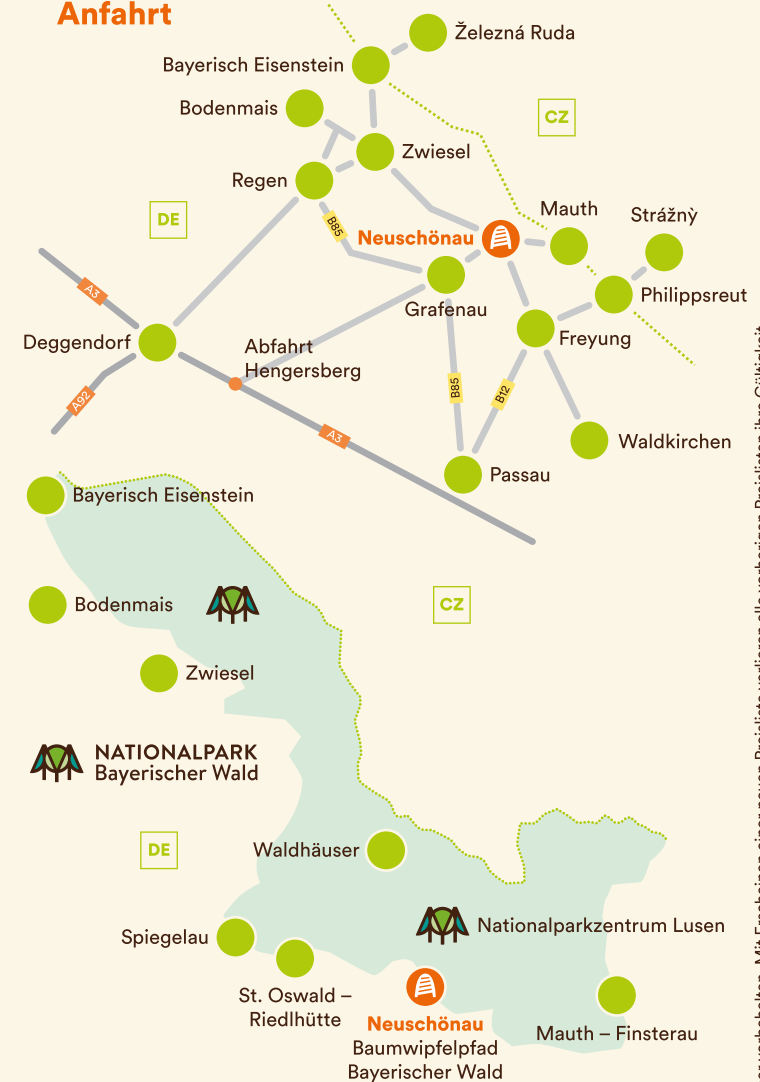 Anfahrt
Železná Ruda
Bayerisch Eisenstein
Bodenmais
CZ
Zwiesel
Regen
DE
Mauth
Strážnỳ
B85
Neuschönau
A3
Grafenau
Philippsreut
Deggendorf
Freyung
Abfahrt
Hengersberg
A92
B85
B12
A3
Waldkirchen
Passau
Bayerisch Eisenstein
Bodenmais
CZ
Zwiesel
NATIONALPARK
Bayerischer Wald
DE
Waldhäuser
Nationalparkzentrum Lusen
Spiegelau
St. Oswald –
Riedlhütte
Neuschönau
Baumwipfelpfad
Bayerischer Wald
Mauth – Finsterau